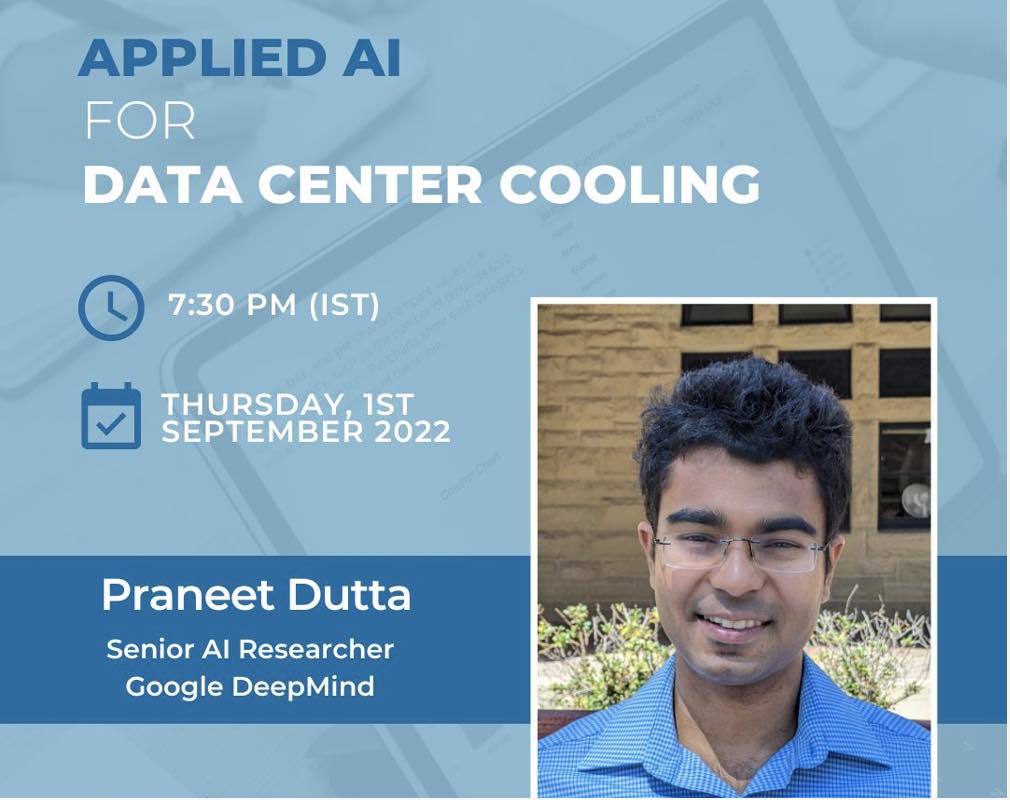 APPLIED AI
FOR
DATA CENTER COOLING
7:30 PM (IST)
THURSDAY, 1ST
SEPTEMBER 2022
Praneet Dutta
Senior AI Researcher
Google DeepMind